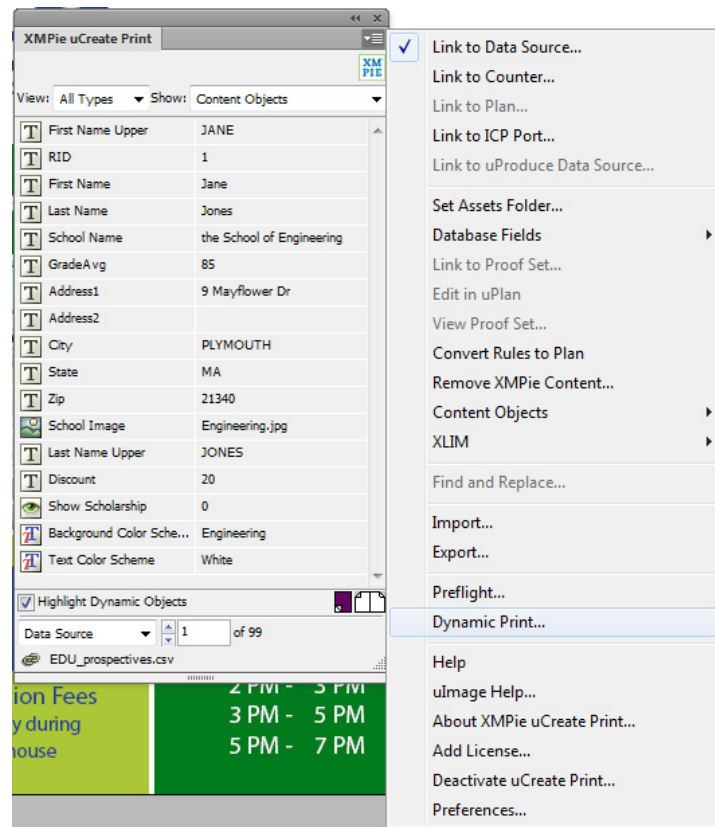 XMPie uCreate Print
XM
PIE
View: All Types Show: Content Objects
First Name Upper JANE
RID 1
First Name Jane
Last Name Jones
School Name the School of Engineering
GradeAvg 85
Address1 9 Mayflower Dr
Address2
City PLYMOUTH
State MA
Zip 21340
School Image Engineering.jpg
Last Name Upper JONES
Discount 20
Show Scholarship 0
Background Color Sche... Engineering
Text Color Scheme White
Highlight Dynamic Objects
Data Source 1 of 99
EDU_prospectives.csv
ion Fees
y during
house
2 PM - 3 PM
3 PM - 5 PM
5 PM - 7 PM
Link to Data Source...
Link to Counter...
Link to Plan...
Link to ICP Port...
Link to uProduce Data Source...
Set Assets Folder...
Database Fields
Link to Proof Set...
Edit in uPlan
View Proof Set...
Convert Rules to Plan
Remove XMPie Content...
Content Objects
XLIM
Find and Replace...
Import...
Export...
Preflight...
Dynamic Print...
Help
uImage Help...
About XMPie uCreate Print...
Add License...
Deactivate uCreate Print...
Preferences...